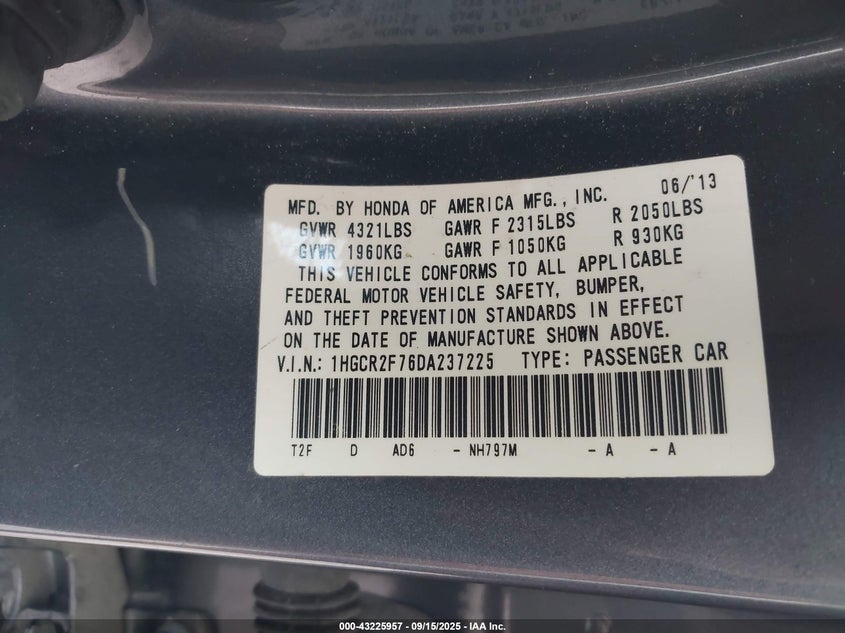 MFD. BY HONDA OF AMERICA MFG., INC. 06/'13
GVWR 4321LBS GAWR F 2315LBS R 2050LBS
GVWR 1960KG GAWR F 1050KG R 930KG
THIS VEHICLE CONFORMS TO ALL APPLICABLE
FEDERAL MOTOR VEHICLE SAFETY, BUMPER,
AND THEFT PREVENTION STANDARDS IN EFFECT
ON THE DATE OF MANUFACTURE SHOWN ABOVE.
V.I.N.: 1HGCR2F76DA237225 TYPE: PASSENGER CAR
T2F D AD6 - NH797M - A - A
000-43225957 - 09/15/2025 - IAA Inc.